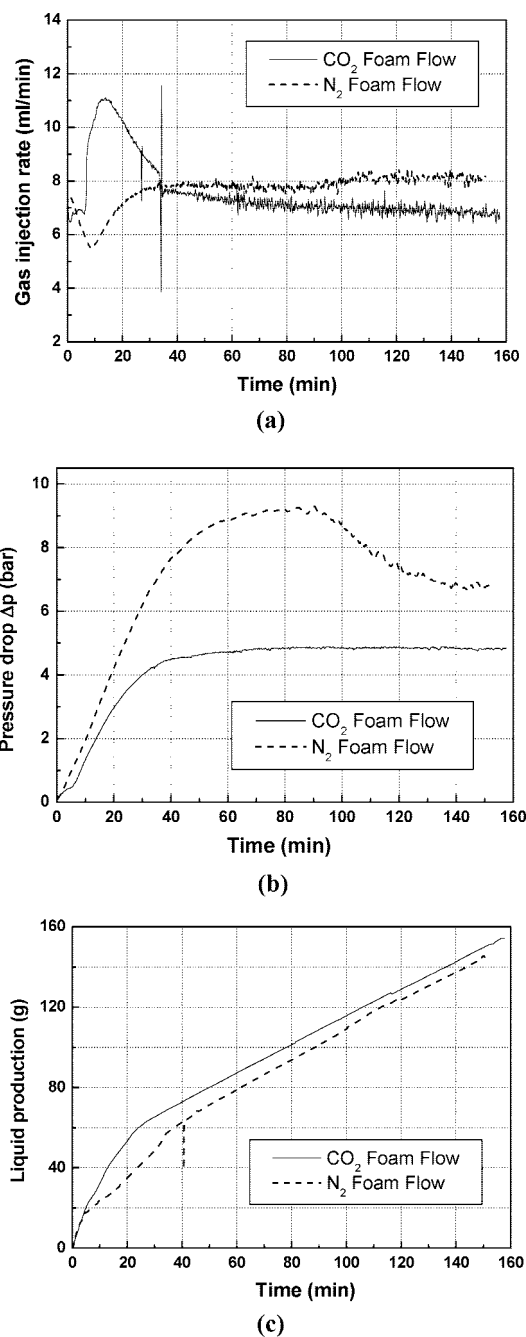 14
12
10
8
6
4
2
Gas injection rate (ml/min)
CO2 Foam Flow
N2 Foam Flow
0 20 40 60 80 100 120 140 160
Time (min)
(a)
10
8
6
4
2
0
Pressure drop Δp (bar)
CO2 Foam Flow
N2 Foam Flow
0 20 40 60 80 100 120 140 160
Time (min)
(b)
160
120
80
40
0
Liquid production (g)
CO2 Foam Flow
N2 Foam Flow
0 20 40 60 80 100 120 140 160
Time (min)
(c)